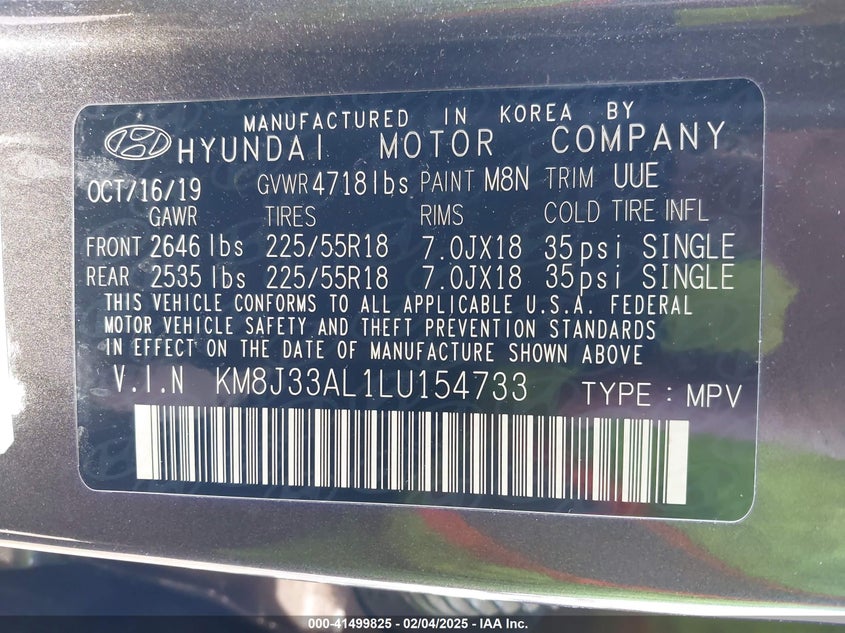 MANUFACTURED IN KOREA BY
HYUNDAI MOTOR COMPANY
OCT/16/19 GVWR 4718lbs PAINT M8N TRIM UUE
GAWR TIRES RIMS COLD TIRE INFL
FRONT 2646 lbs 225/55R18 7.0JX18 35psi SINGLE
REAR 2535 lbs 225/55R18 7.0JX18 35psi SINGLE
THIS VEHICLE CONFORMS TO ALL APPLICABLE U.S.A. FEDERAL
MOTOR VEHICLE SAFETY AND THEFT PREVENTION STANDARDS
IN EFFECT ON THE DATE OF MANUFACTURE SHOWN ABOVE
V.I.N KM8J33AL1LU154733 TYPE : MPV
000-41499825 - 02/04/2025 - IAA Inc.